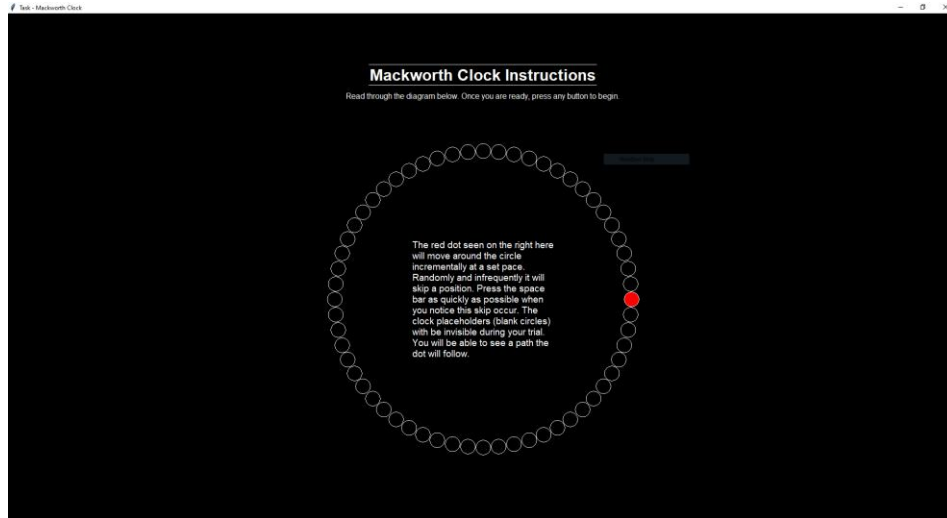 Task - Mackworth Clock
Mackworth Clock Instructions
Read through the diagram below. Once you are ready, press any button to begin.
The red dot seen on the right here
will move around the circle
incrementally at a set pace.
Randomly and infrequently it will
skip a position. Press the space
bar as quickly as possible when
you notice this skip occur. The
clock placeholders (blank circles)
with be invisible during your trial.
You will be able to see a path the
dot will follow.